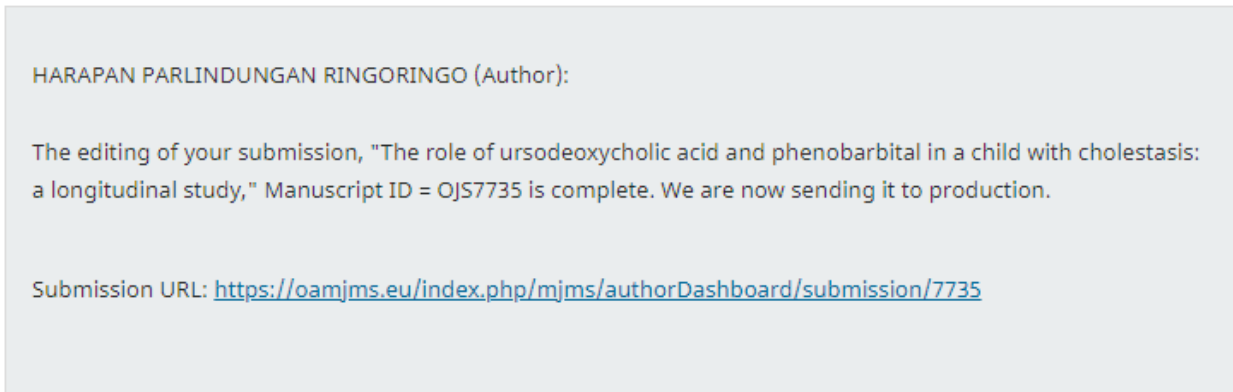 HARAPAN PARLINDUNGAN RINGORINGO (Author):
The editing of your submission, "The role of ursodeoxycholic acid and phenobarbital in a child with cholestasis:
a longitudinal study," Manuscript ID = OJS7735 is complete. We are now sending it to production.
Submission URL: https://oamjms.eu/index.php/mjms/authorDashboard/submission/7735